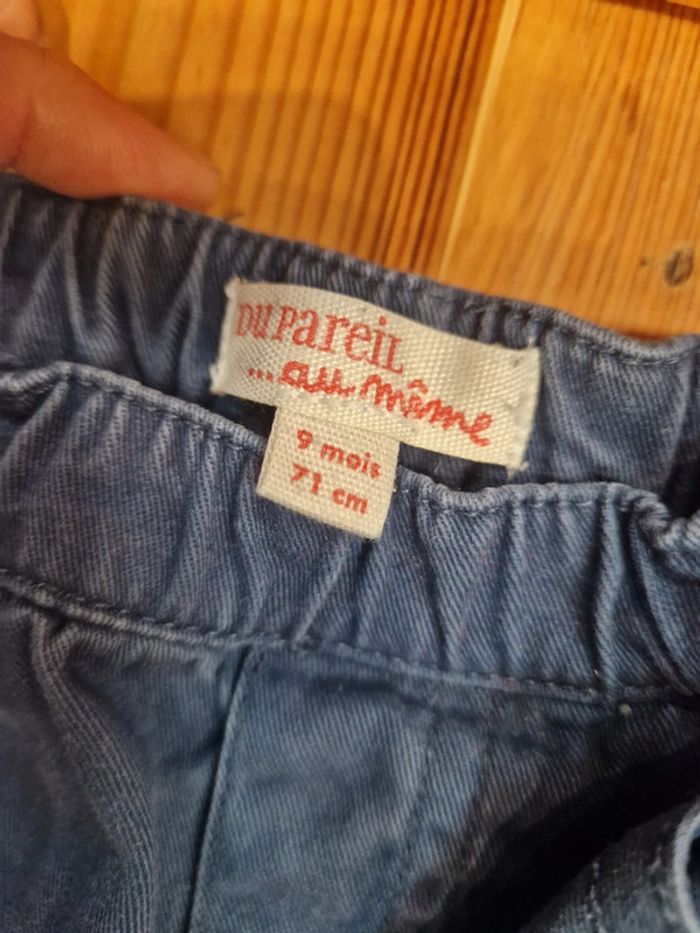 DU PareiL
...au même
9 mois
71 cm